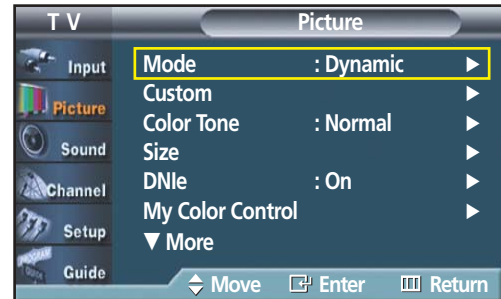 T V
Picture
Input
Picture
Sound
Channel
Setup
Guide
Mode : Dynamic ▶
Custom ▶
Color Tone : Normal ▶
Size ▶
DNIe : On ▶
My Color Control ▶
▼ More
Move Enter Return